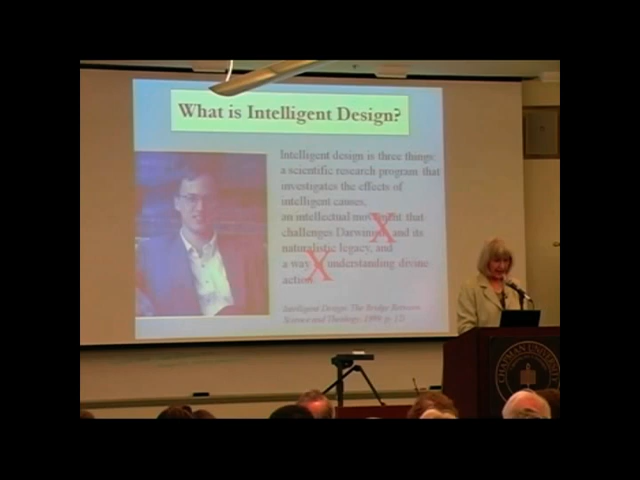 What is Intelligent Design?
Intelligent design is three things:
a scientific research program that
investigates the effects of
intelligent causes,
an intellectual movement that
challenges Darwinism and its
naturalistic legacy, and
a way of understanding divine
action.
X
X
Intelligent Design: The Bridge Between
Science and Theology, 1999
CHAPMAN UNIVERSITY